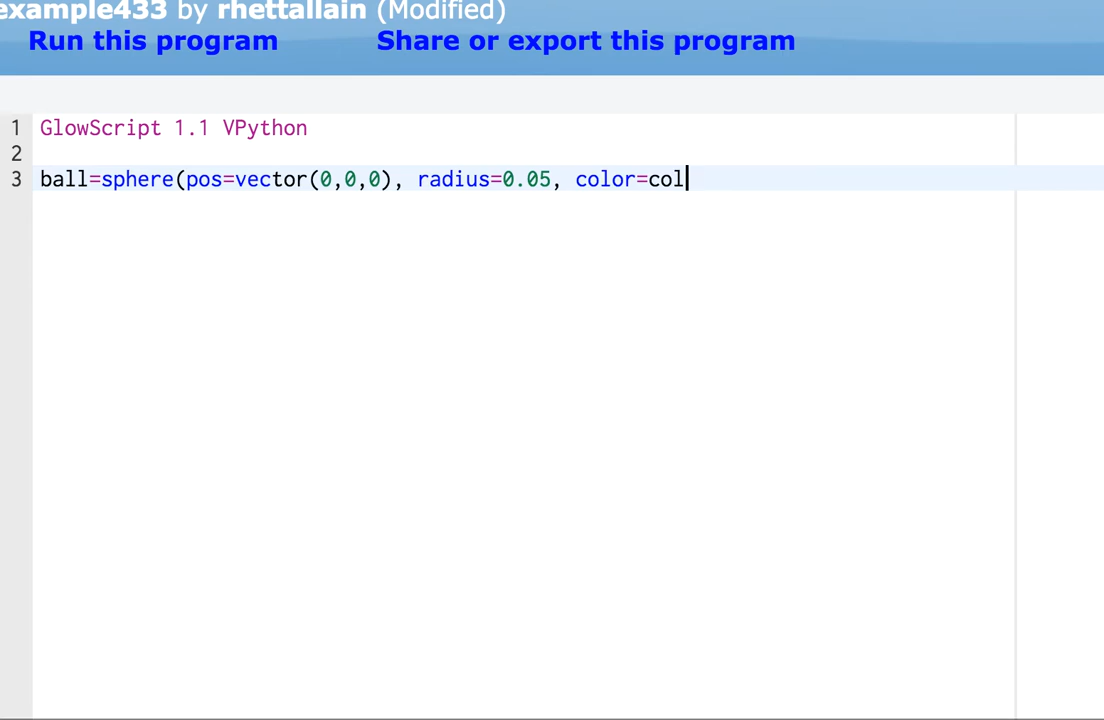 example433 by rhettallain (Modified)
Run this program Share or export this program
1 GlowScript 1.1 VPython
2
3 ball=sphere(pos=vector(0,0,0), radius=0.05, color=col